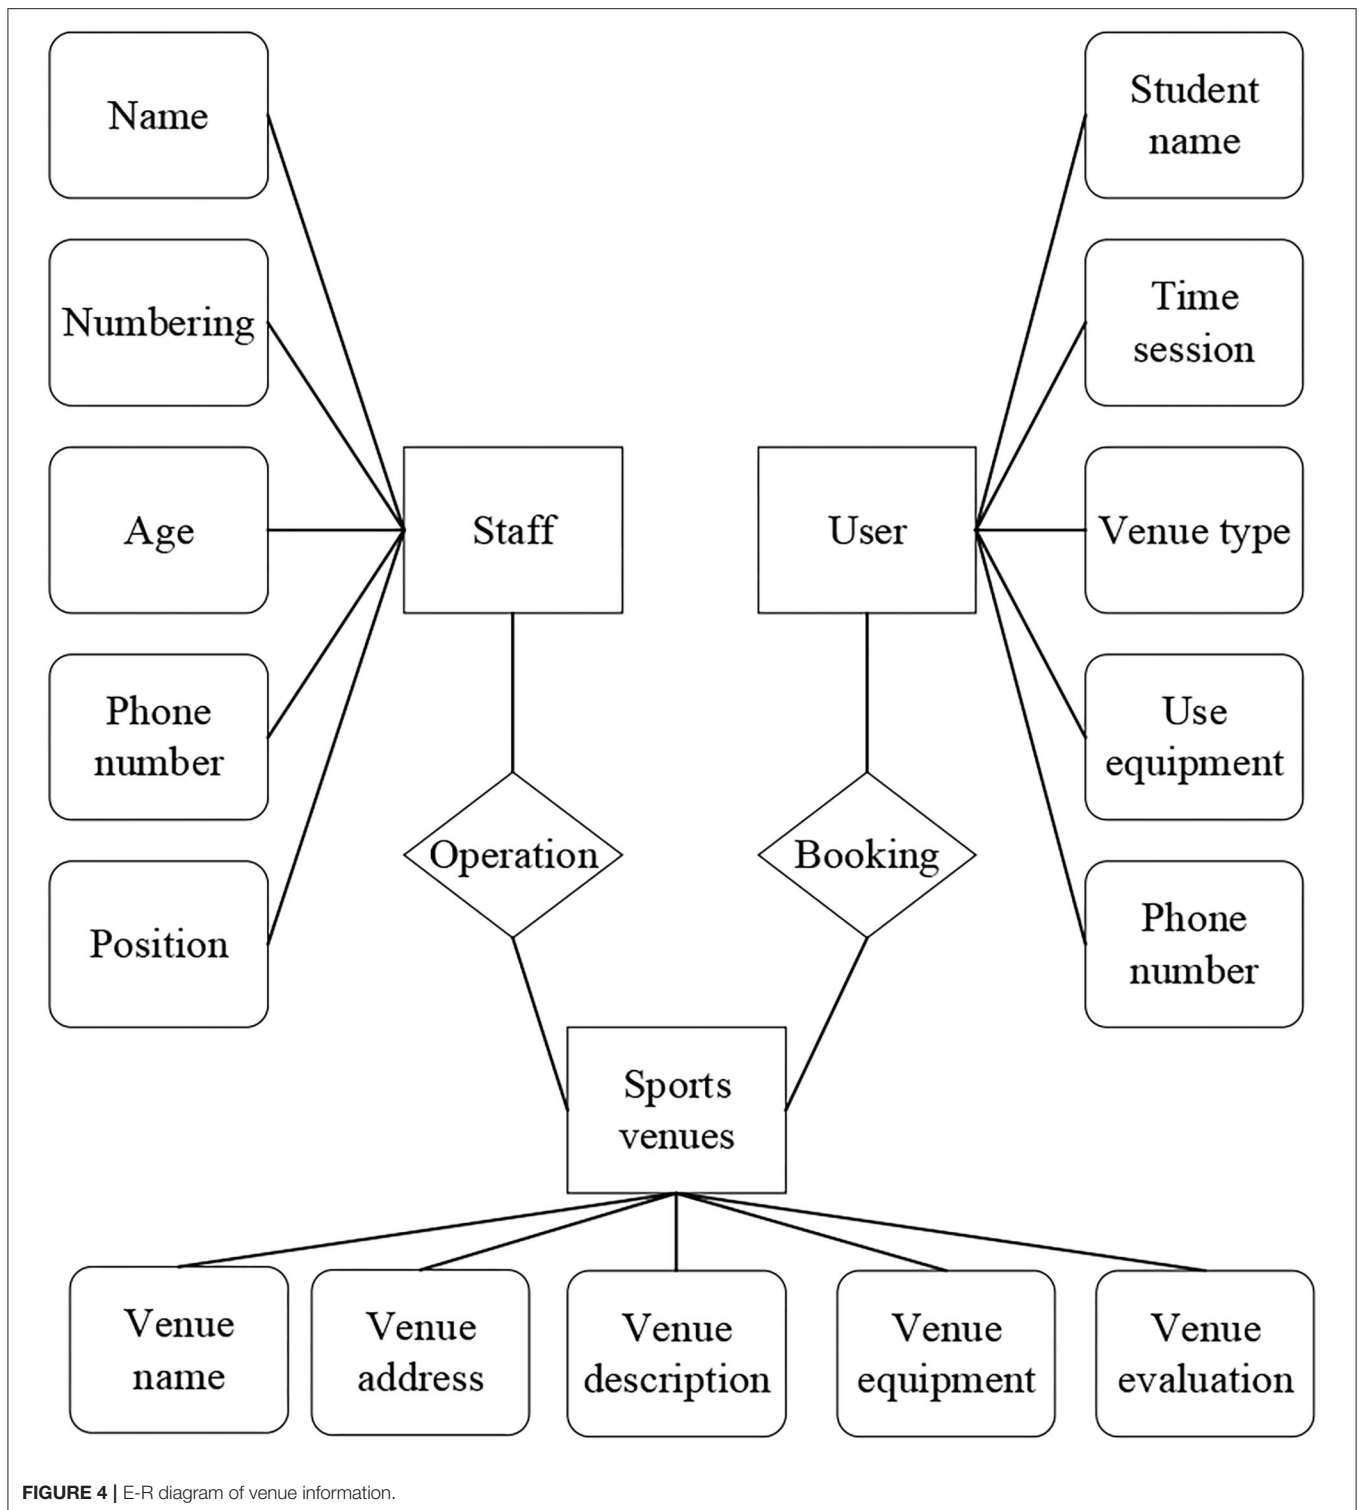 Name
Numbering
Age
Phone
number
Position
Staff
Operation
User
Booking
Student
name
Time
session
Venue type
Use
equipment
Phone
number
Sports
venues
Venue
name
Venue
address
Venue
description
Venue
equipment
Venue
evaluation
FIGURE 4 | E-R diagram of venue information.